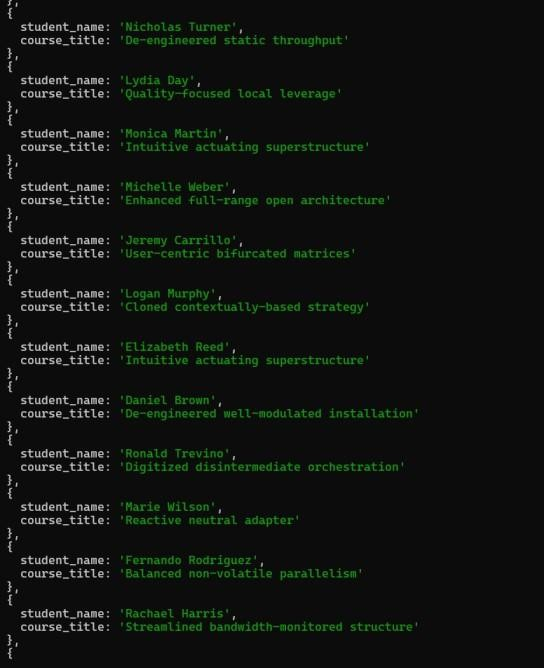 },
{
student_name: 'Nicholas Turner',
course_title: 'De-engineered static throughput'
},
{
student_name: 'Lydia Day',
course_title: 'Quality-focused local leverage'
},
{
student_name: 'Monica Martin',
course_title: 'Intuitive actuating superstructure'
},
{
student_name: 'Michelle Weber',
course_title: 'Enhanced full-range open architecture'
},
{
student_name: 'Jeremy Carrillo',
course_title: 'User-centric bifurcated matrices'
},
{
student_name: 'Logan Murphy',
course_title: 'Cloned contextually-based strategy'
},
{
student_name: 'Elizabeth Reed',
course_title: 'Intuitive actuating superstructure'
},
{
student_name: 'Daniel Brown',
course_title: 'De-engineered well-modulated installation'
},
{
student_name: 'Ronald Trevino',
course_title: 'Digitized disintermediate orchestration'
},
{
student_name: 'Marie Wilson',
course_title: 'Reactive neutral adapter'
},
{
student_name: 'Fernando Rodriguez',
course_title: 'Balanced non-volatile parallelism'
},
{
student_name: 'Rachael Harris',
course_title: 'Streamlined bandwidth-monitored structure'
},
{